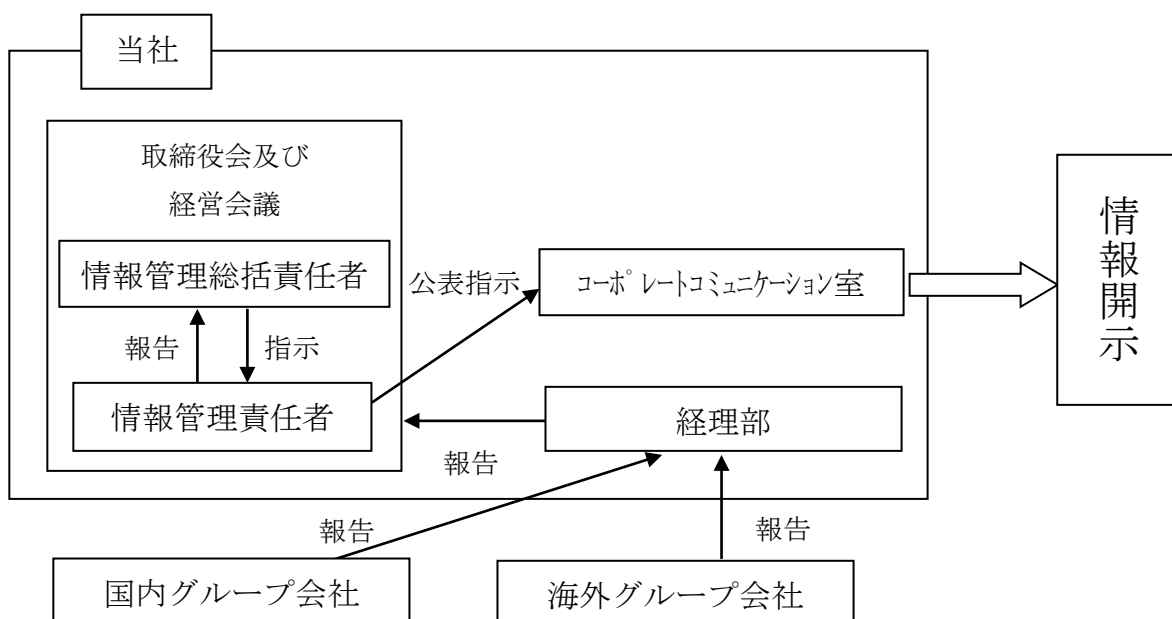 当社
取締役会及び
経営会議
情報管理総括責任者
報告
指示
情報管理責任者
公表指示
コーポレートコミュニケーション室
情報開示
経理部
報告
報告
報告
国内グループ会社
海外グループ会社